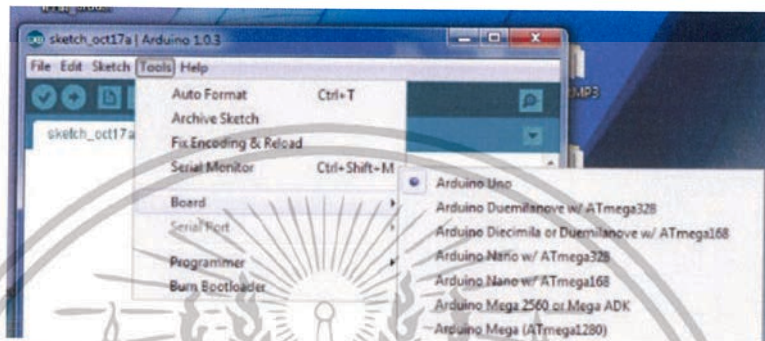 sketch_oct17a | Arduino 1.0.3
File Edit Sketch Tools Help
sketch_oct17a
Auto Format Ctrl+T
Archive Sketch
Fix Encoding & Reload
Serial Monitor Ctrl+Shift+M
Board
Serial Port
Programmer
Burn Bootloader
Arduino Uno
Arduino Duemilanove w/ ATmega328
Arduino Diecimila or Duemilanove w/ ATmega168
Arduino Nano w/ ATmega328
Arduino Nano w/ ATmega168
Arduino Mega 2560 or Mega ADK
Arduino Mega (ATmega1280)